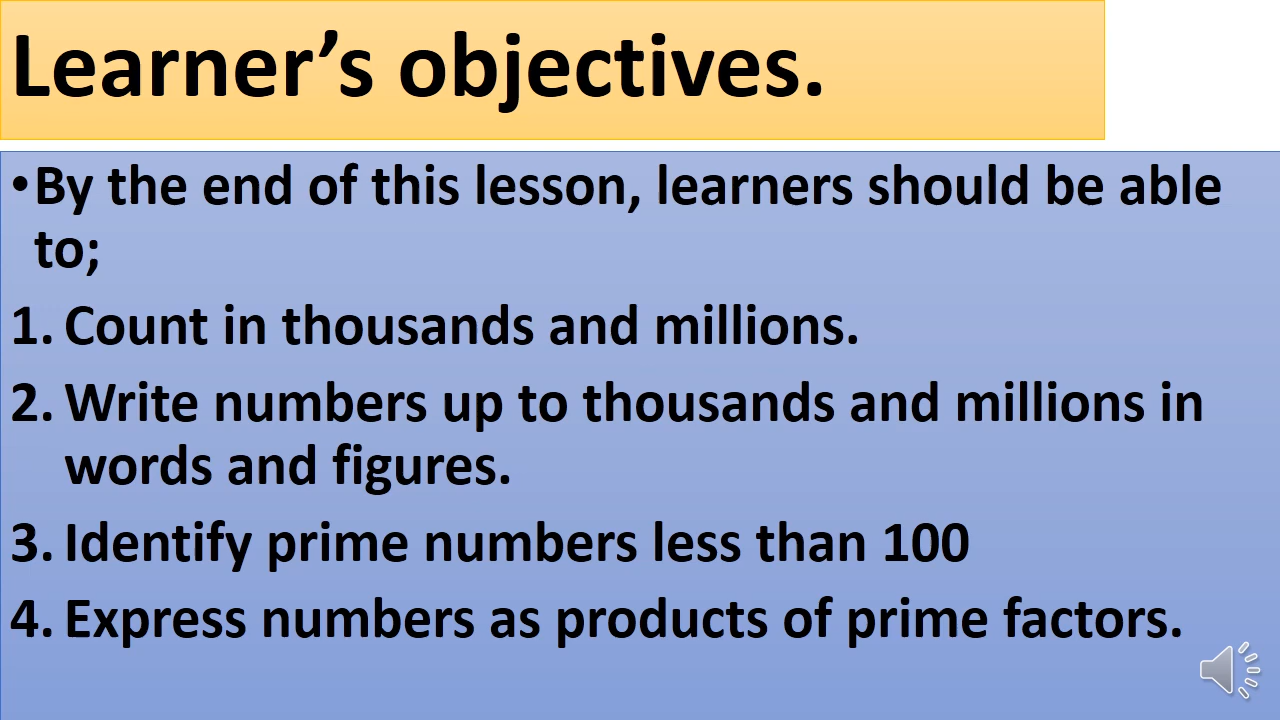 Learner’s objectives.
•By the end of this lesson, learners should be able
to;
1. Count in thousands and millions.
2. Write numbers up to thousands and millions in
words and figures.
3. Identify prime numbers less than 100
4. Express numbers as products of prime factors.